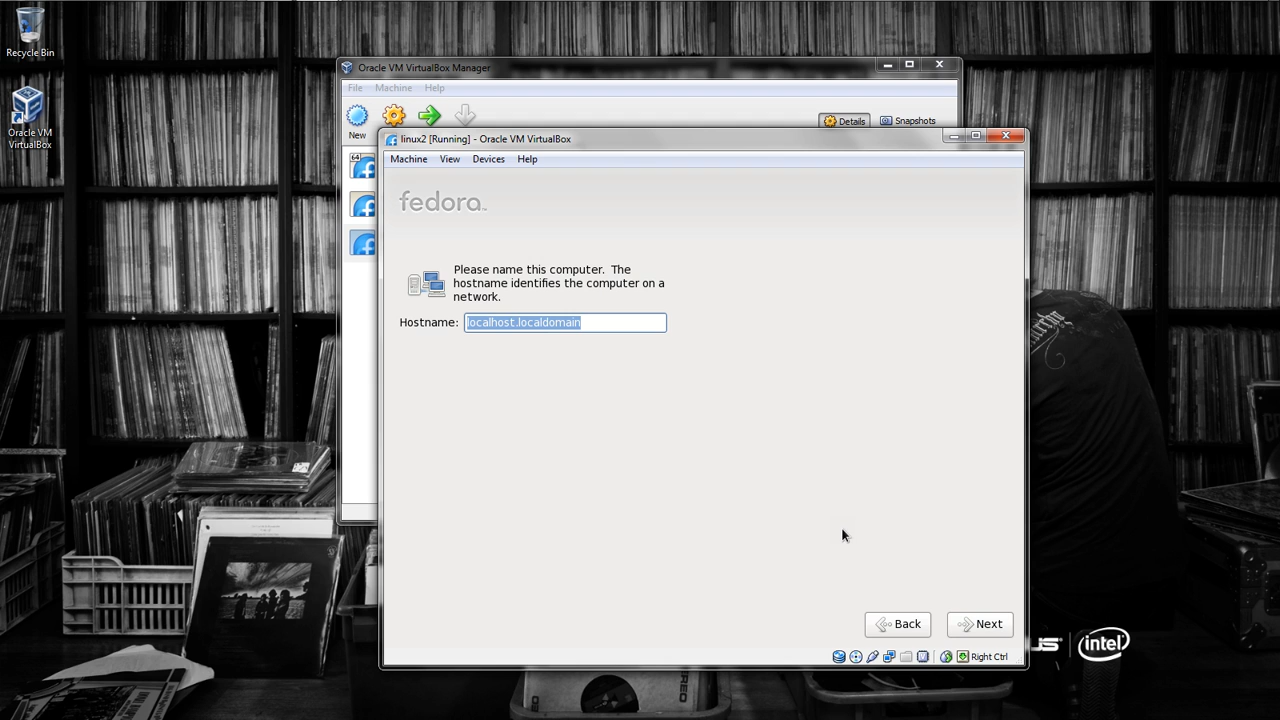 Recycle Bin
Oracle VM
VirtualBox
Oracle VM VirtualBox Manager
File Machine Help
New
Details Snapshots
64
linux2 [Running] - Oracle VM VirtualBox
Machine View Devices Help
fedora
Please name this computer. The
hostname identifies the computer on a
network.
Hostname: localhost.localdomain
Back Next
Right Ctrl
US intel